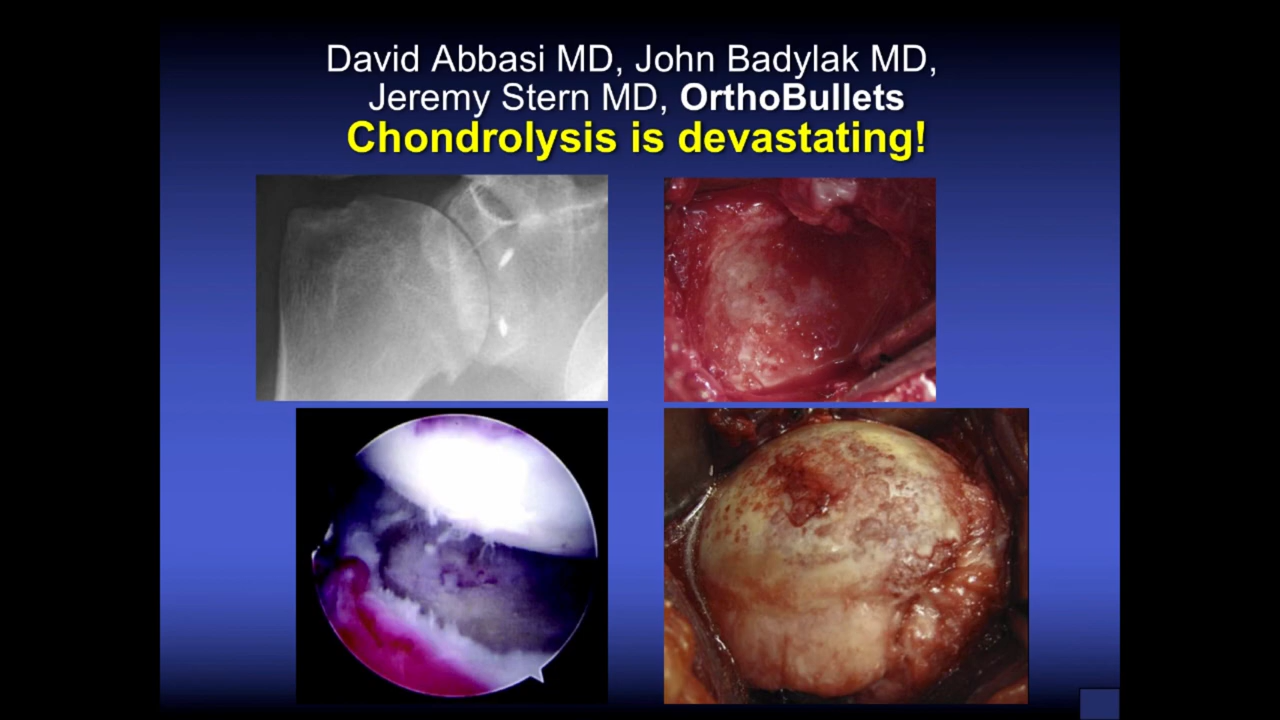 David Abbasi MD, John Badylak MD,
Jeremy Stern MD, OrthoBullets
Chondrolysis is devastating!